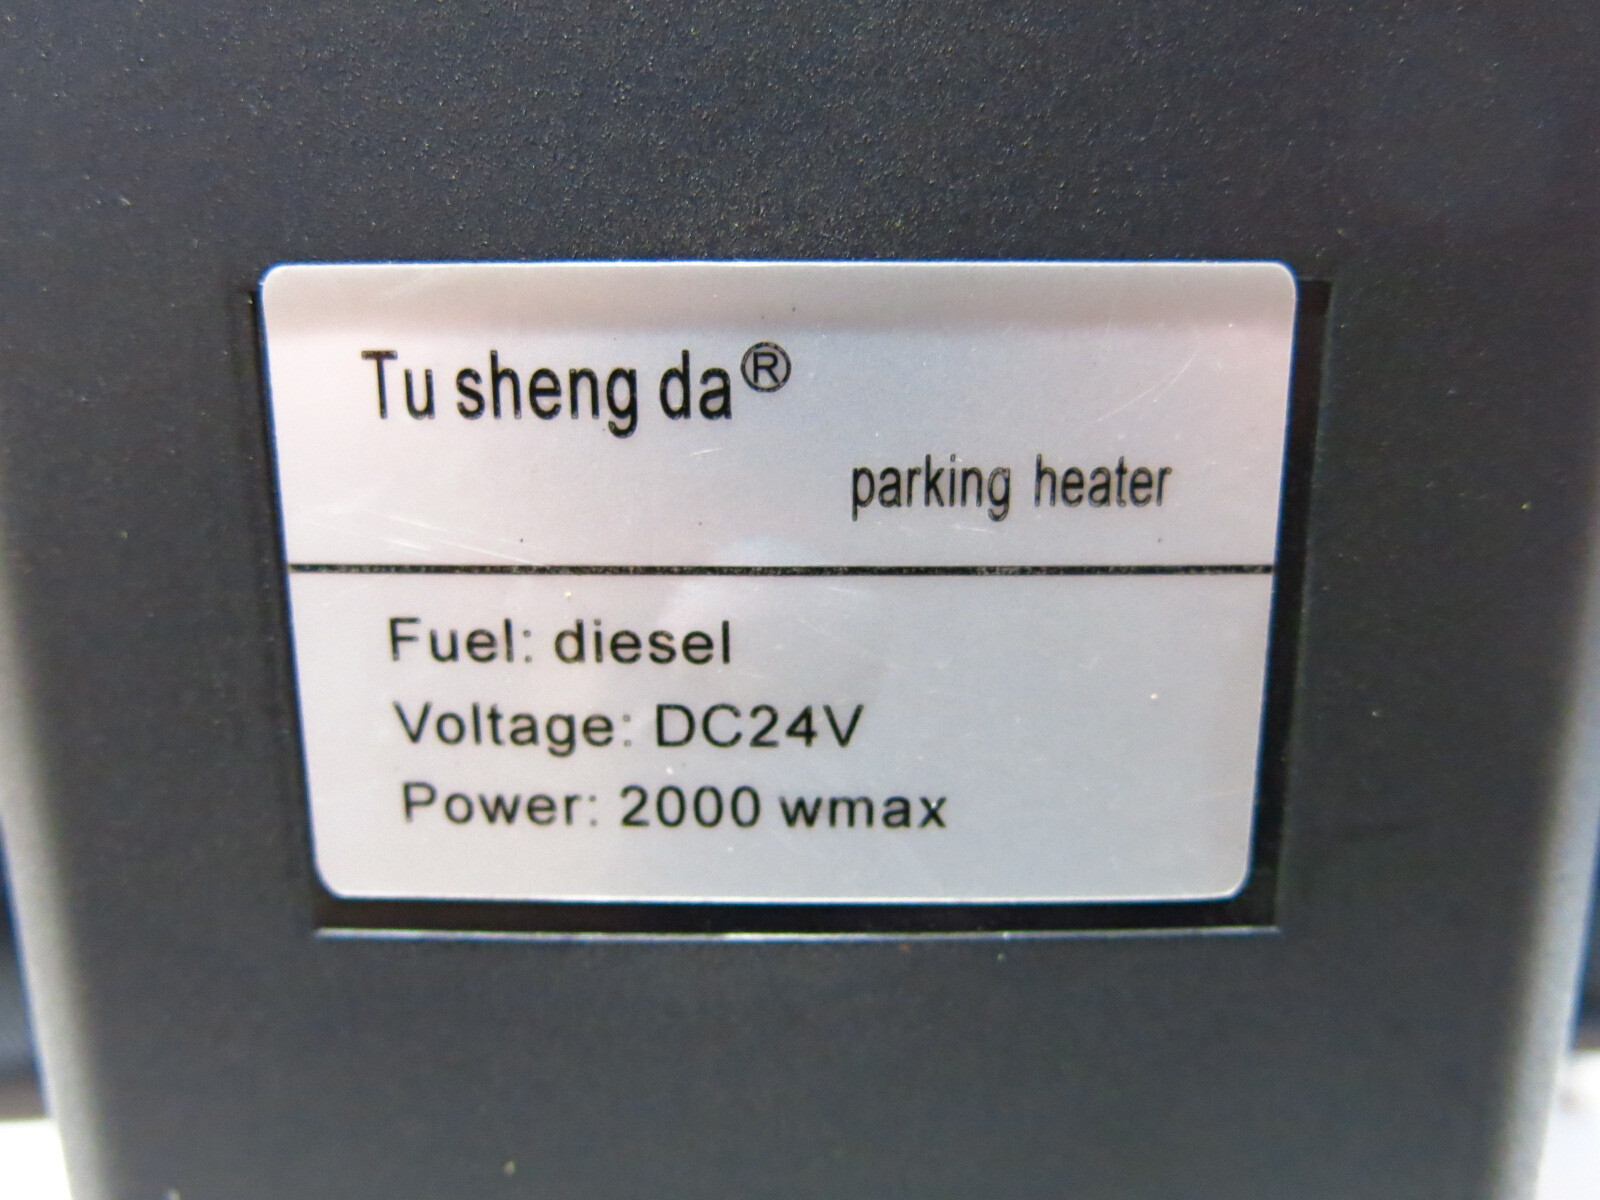 Tu sheng da®
parking heater
Fuel: diesel
Voltage: DC24V
Power: 2000 wmax